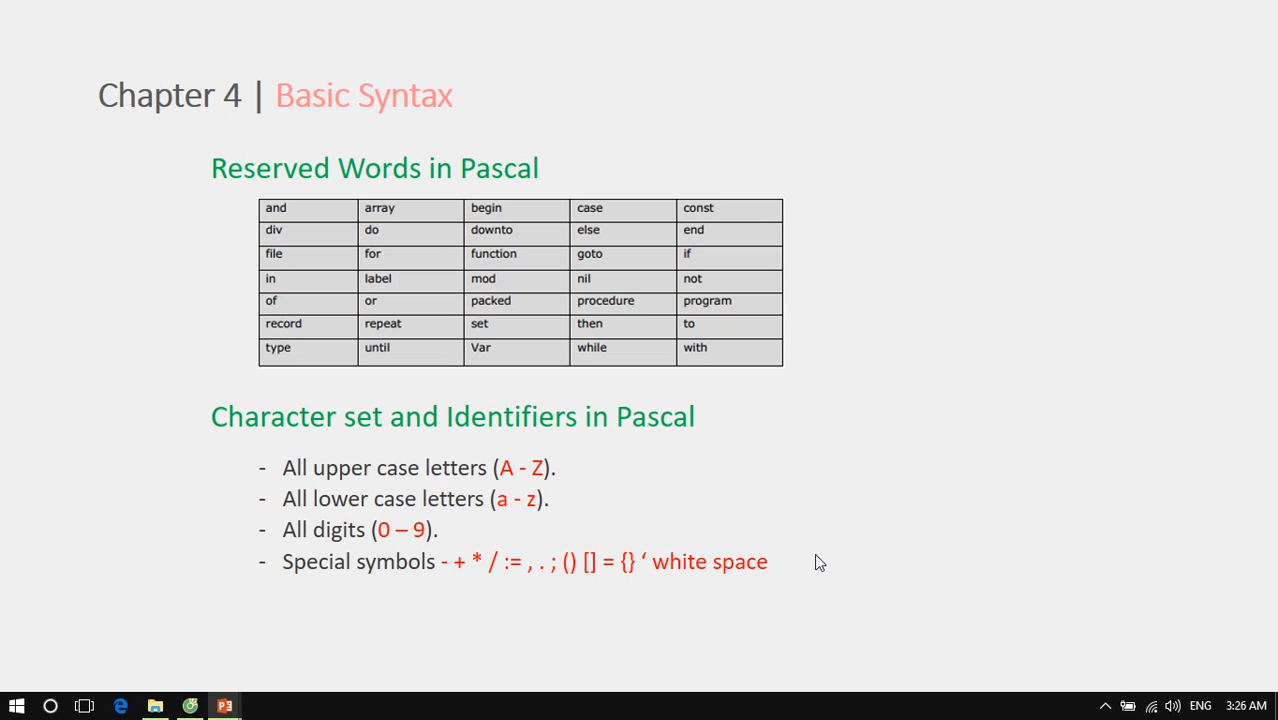 Chapter 4 | Basic Syntax
Reserved Words in Pascal
and array begin case const
div do downto else end
file for function goto if
in label mod nil not
of or packed procedure program
record repeat set then to
type until Var while with
Character set and Identifiers in Pascal
- All upper case letters (A - Z).
- All lower case letters (a - z).
- All digits (0 – 9).
- Special symbols - + * / := , . ; () [] = {} ‘ white space
ENG 3:26 AM